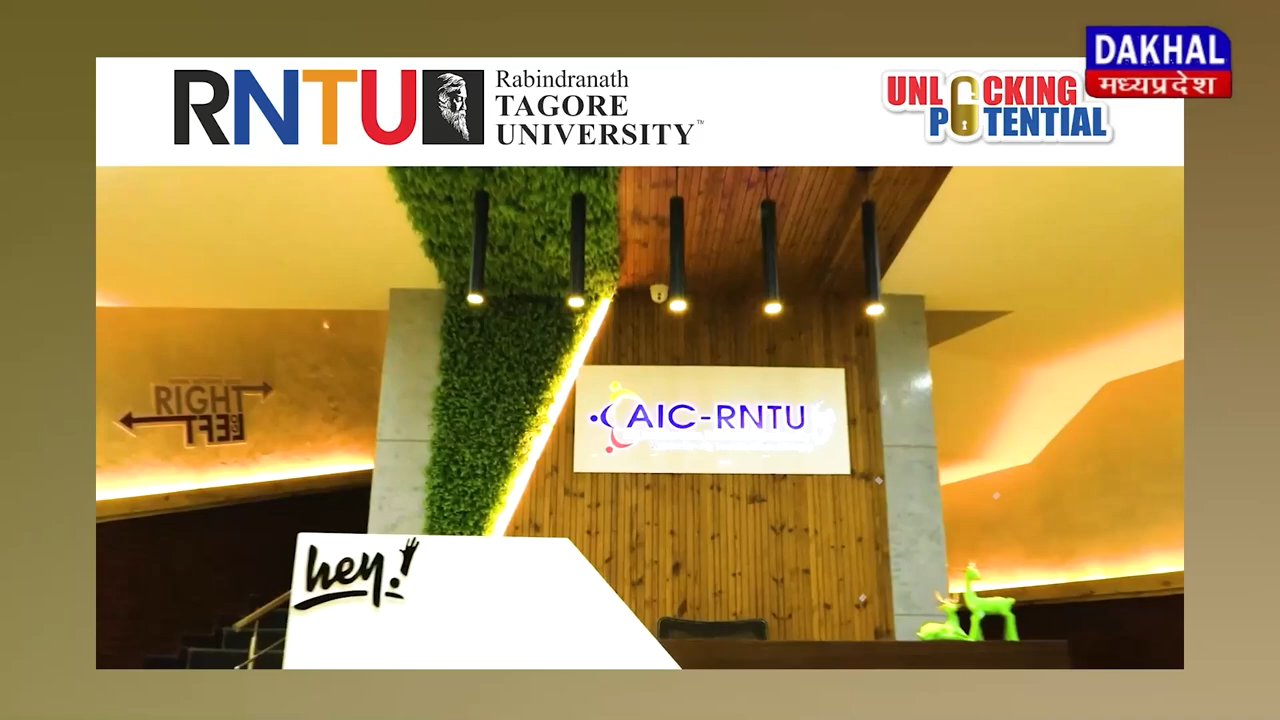 RNTU
Rabindranath
TAGORE
UNIVERSITY™
UNLOCKING
POTENTIAL
DAKHAL
मध्यप्रदेश
RIGHT
LEFT
AIC-RNTU
hey!